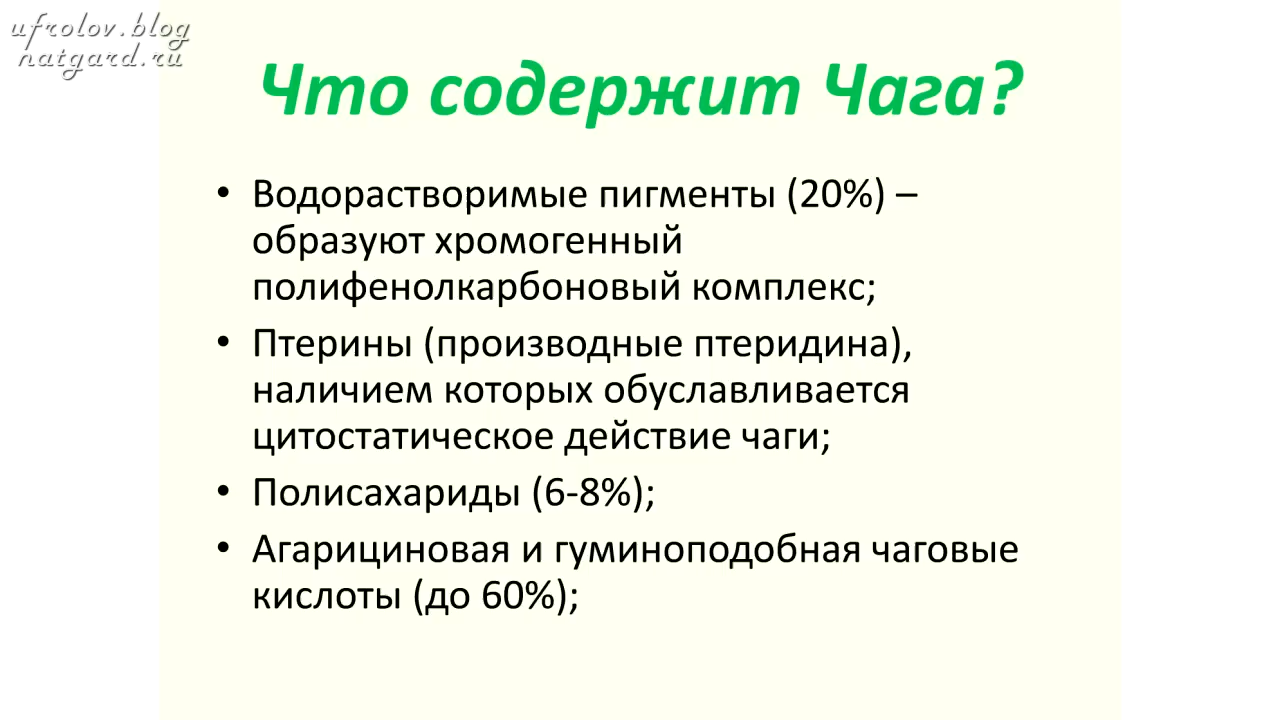 ufrolov.blog
natgard.ru
Что содержит Чага?
• Водорастворимые пигменты (20%) –
образуют хромогенный
полифенолкарбоновый комплекс;
• Птерины (производные птеридина),
наличием которых обуславливается
цитостатическое действие чаги;
• Полисахариды (6-8%);
• Агарициновая и гуминоподобная чаговые
кислоты (до 60%);